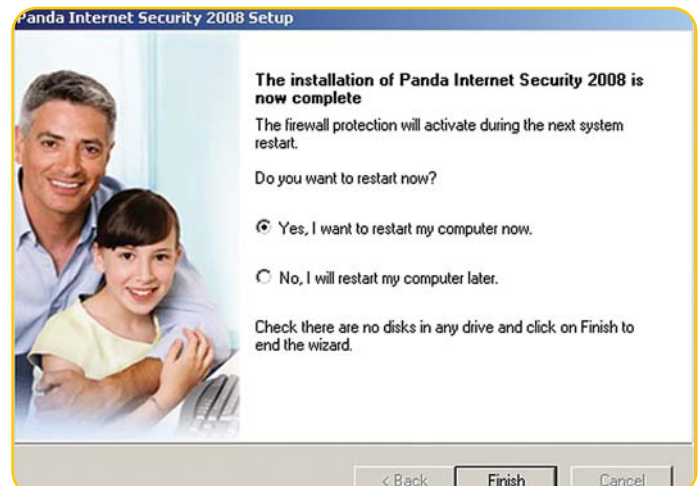 Panda Internet Security 2008 Setup
The installation of Panda Internet Security 2008 is
now complete
The firewall protection will activate during the next system
restart.
Do you want to restart now?
Yes, I want to restart my computer now.
No, I will restart my computer later.
Check there are no disks in any drive and click on Finish to
end the wizard.
< Back Finish Cancel